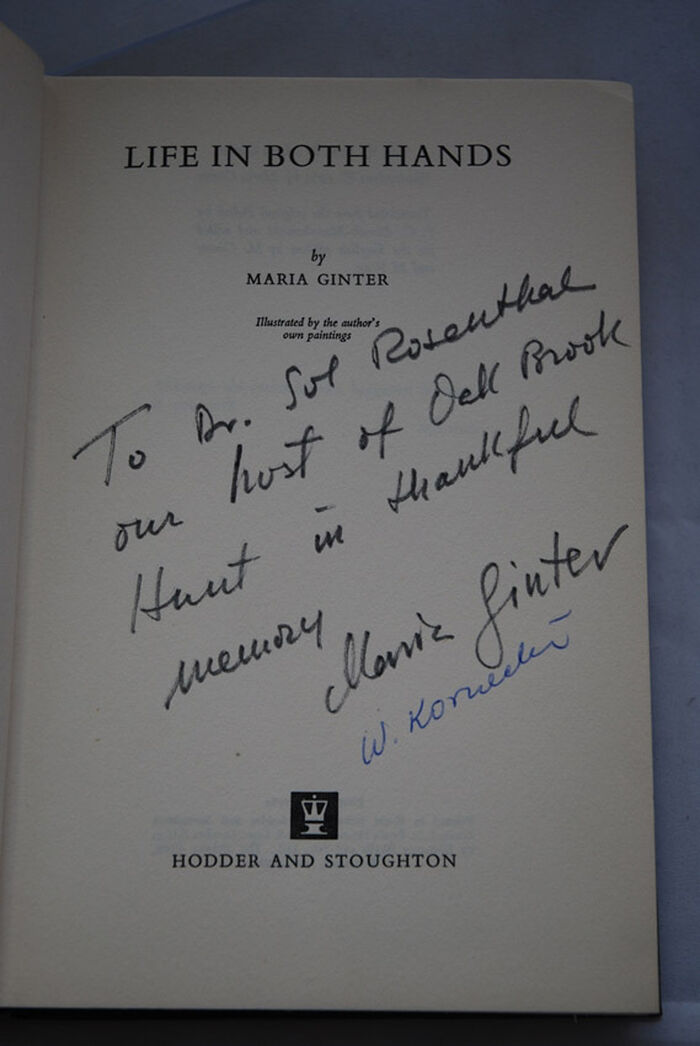 LIFE IN BOTH HANDS
by
MARIA GINTER
Illustrated by the author's
own paintings
To Dr. Sol Rosenthal
our host of Oak Brook
Hunt in thankful
memory
Maria Ginter
W.
HODDER AND STOUGHTON